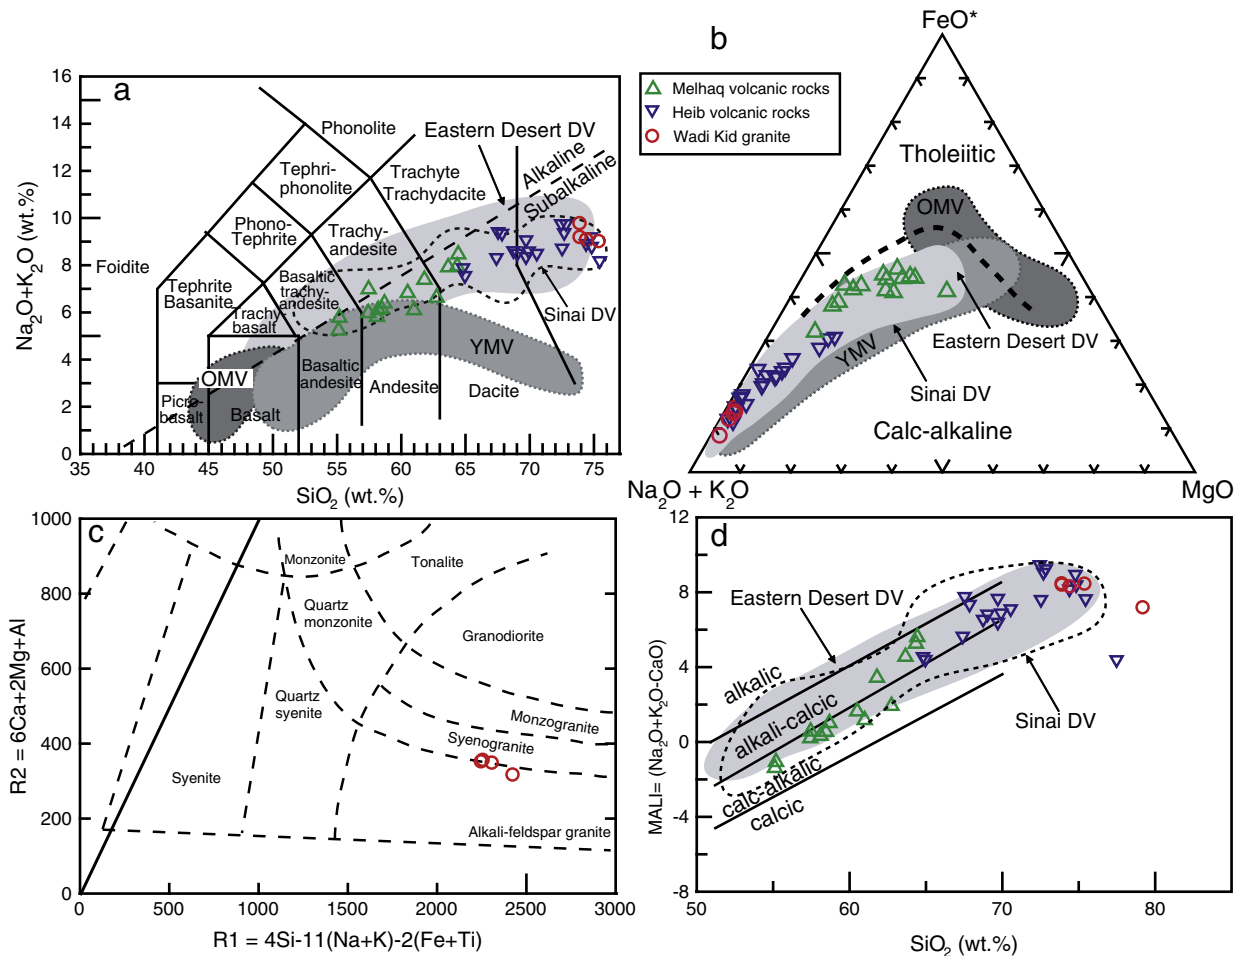 a
Na2O+K2O (wt.%)
16
14
12
10
8
6
4
2
0
35
41
45
50
55
61
65
70
75
SiO2 (wt.%)
Phonolite
Eastern Desert DV
Tephri-
phonolite
Trachyte
Trachydacite
Alkaline
Subalkaline
Phono-
Tephrite
Trachy-
andesite
Foidite
Tephrite
Basanite
Basaltic
trachy-
andesite
Trachy-
basalt
Sinai DV
OMV
YMV
Basaltic
andesite
Andesite
Dacite
Picro-
basalt
Basalt
b
FeO*
Melhaq volcanic rocks
Heib volcanic rocks
Wadi Kid granite
Tholeiitic
OMV
Eastern Desert DV
YMV
Sinai DV
Calc-alkaline
Na2O + K2O
MgO
c
R2 = 6Ca+2Mg+Al
1000
800
600
400
200
0
0
500
1000
1500
2000
2500
3000
R1 = 4Si-11(Na+K)-2(Fe+Ti)
Monzonite
Tonalite
Quartz
monzonite
Granodiorite
Quartz
syenite
Monzogranite
Syenogranite
Syenite
Alkali-feldspar granite
d
MALI= (Na2O+K2O-CaO)
12
8
4
0
-4
-8
50
60
70
80
SiO2 (wt.%)
Eastern Desert DV
alkalic
alkali-calcic
calc-alkalic
calcic
Sinai DV